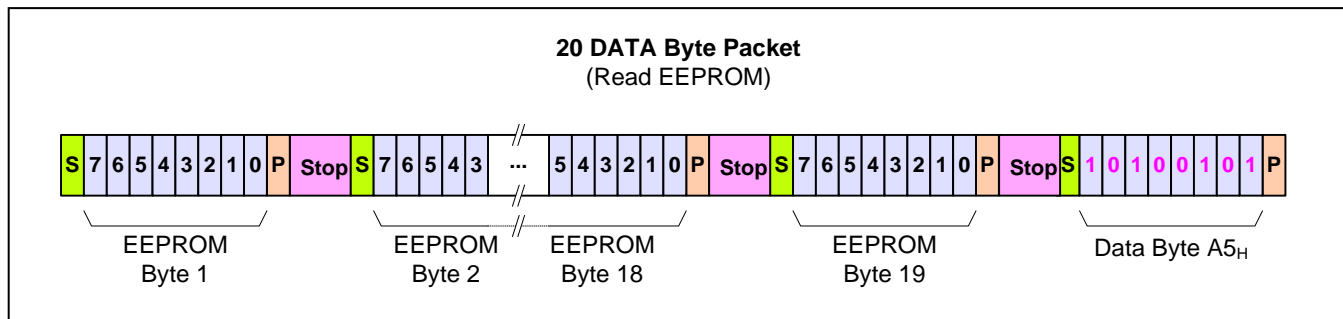 20 DATA Byte Packet
(Read EEPROM)
S 7 6 5 4 3 2 1 0 P Stop S 7 6 5 4 3 ... 5 4 3 2 1 0 P Stop S 7 6 5 4 3 2 1 0 P Stop S 1 0 1 0 0 1 0 1 P
EEPROM Byte 1
EEPROM Byte 2
EEPROM Byte 18
EEPROM Byte 19
Data Byte A5H